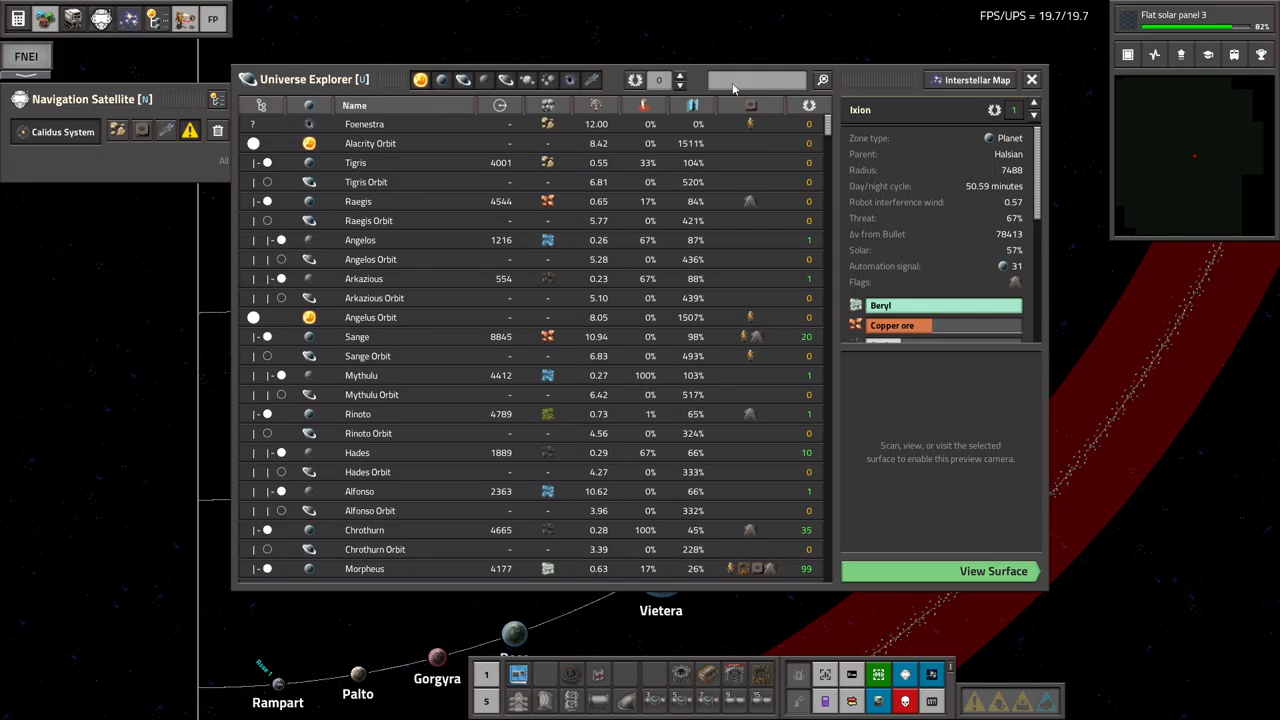 FPS/UPS = 19.7/19.7
FP
FNEI
Flat solar panel 3
82%
Navigation Satellite [N]
Calidus System
All
Universe Explorer [U]
0
Interstellar Map
Name
? Foenestra - 12.00 0% 0% 0
Alacrity Orbit - - 8.42 0% 1511% 0
|- Tigris 4001 0.55 33% 104% 0
| Tigris Orbit - - 6.81 0% 520% 0
|- Raegis 4544 0.65 17% 84% 0
| Raegis Orbit - - 5.77 0% 421% 0
| |- Angelos 1216 0.26 67% 87% 1
| | Angelos Orbit - - 5.28 0% 436% 0
| |- Arkazious 554 0.23 67% 88% 1
| | Arkazious Orbit - - 5.10 0% 439% 0
Angelus Orbit - - 8.05 0% 1507% 0
|- Sange 8845 10.94 0% 98% 20
| Sange Orbit - - 6.83 0% 493% 0
| |- Mythulu 4412 0.27 100% 103% 1
| | Mythulu Orbit - - 6.42 0% 517% 0
|- Rinoto 4789 0.73 1% 65% 1
| Rinoto Orbit - - 4.56 0% 324% 0
| |- Hades 1889 0.29 67% 66% 10
| | Hades Orbit - - 4.27 0% 333% 0
| |- Alfonso 2363 10.62 0% 66% 1
| | Alfonso Orbit - - 3.96 0% 332% 0
|- Chrothurn 4665 0.28 100% 45% 35
| Chrothurn Orbit - - 3.39 0% 228% 0
|- Morpheus 4177 0.63 17% 26% 99
Ixion 1
Zone type: Planet
Parent: Halsian
Radius: 7488
Day/night cycle: 50.59 minutes
Robot interference wind: 0.57
Threat: 67%
Δv from Bullet 78413
Solar: 57%
Automation signal: 31
Flags:
Beryl
Copper ore
Scan, view, or visit the selected
surface to enable this preview camera.
View Surface
Vietera
Gorgyra
Palto
Rampart
1
5